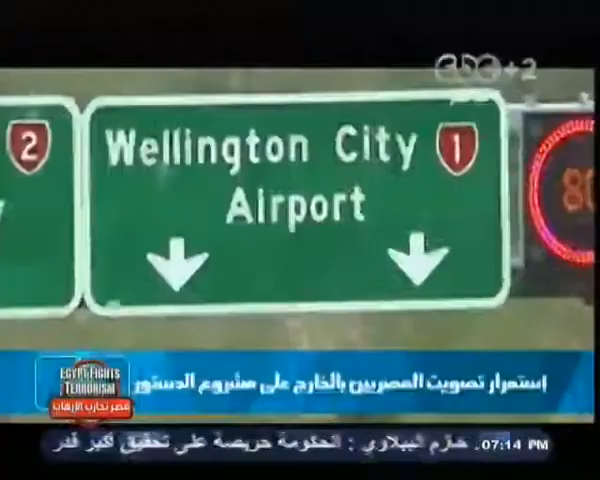 CBC+2
2
Wellington City
1
Airport
80
إستمرار تصويت المصريين بالخارج على مشروع الدستور
EGYPT FIGHTS
TERRORISM
مصر تحارب الإرهاب
حازم الببلاوي : الحكومة حريصة على تحقيق أكبر قدر
07:14 PM